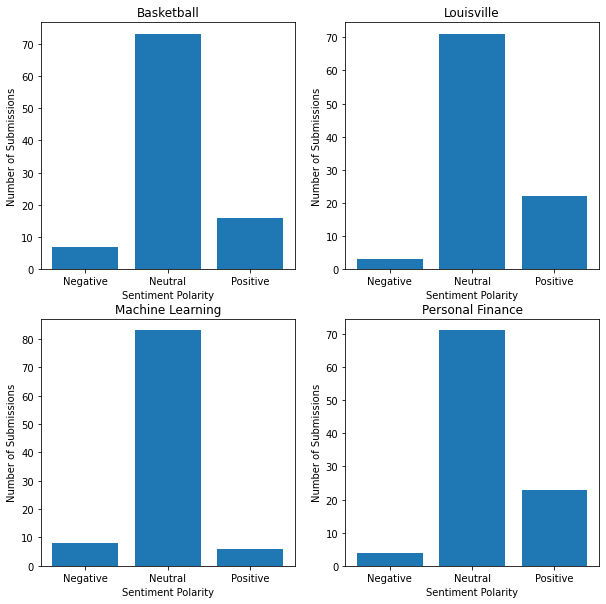 Basketball
Number of Submissions
70
60
50
40
30
20
10
0
Negative Neutral Positive
Sentiment Polarity
Louisville
Number of Submissions
70
60
50
40
30
20
10
0
Negative Neutral Positive
Sentiment Polarity
Machine Learning
Number of Submissions
80
70
60
50
40
30
20
10
0
Negative Neutral Positive
Sentiment Polarity
Personal Finance
Number of Submissions
70
60
50
40
30
20
10
0
Negative Neutral Positive
Sentiment Polarity